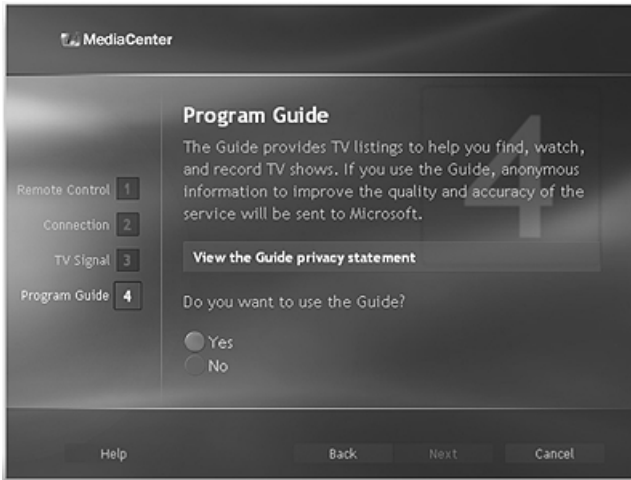 MediaCenter
Program Guide
The Guide provides TV listings to help you find, watch,
and record TV shows. If you use the Guide, anonymous
information to improve the quality and accuracy of the
service will be sent to Microsoft.
4
Remote Control 1
Connection 2
TV Signal 3
Program Guide 4
View the Guide privacy statement
Do you want to use the Guide?
Yes
No
Help
Back
Next
Cancel